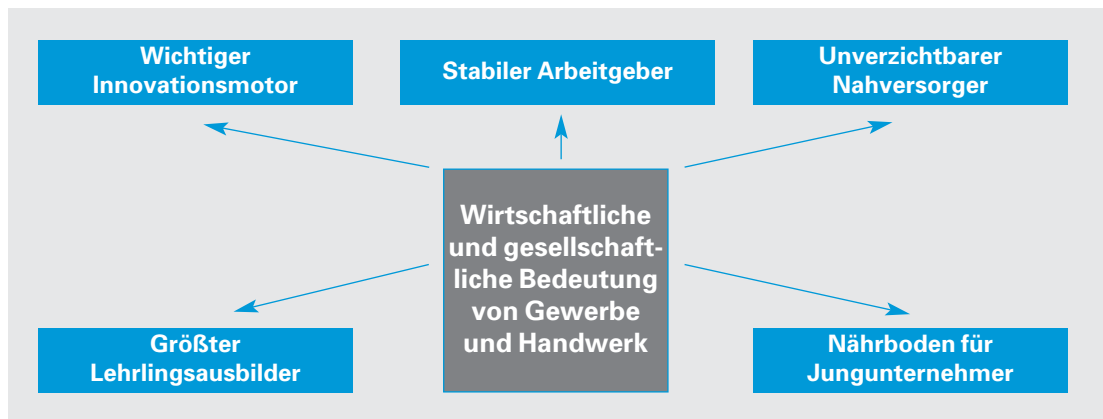 Wichtiger
Innovationsmotor
Stabiler Arbeitgeber
Unverzichtbarer
Nahversorger
Wirtschaftliche
und gesellschaft-
liche Bedeutung
von Gewerbe
und Handwerk
Größter
Lehrlingsausbilder
Nährboden für
Jungunternehmer